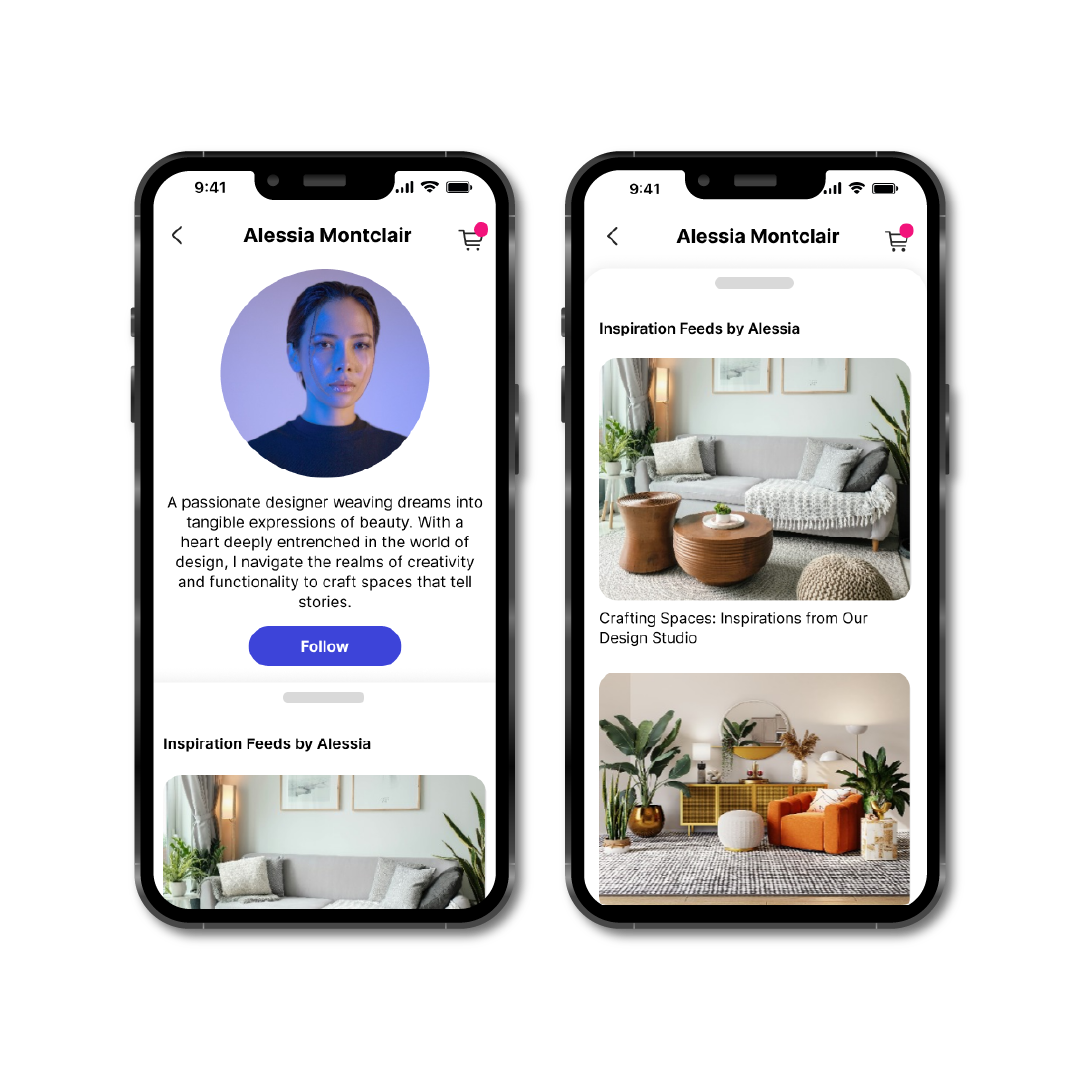 9:41
Alessia Montclair
A passionate designer weaving dreams into
tangible expressions of beauty. With a
heart deeply entrenched in the world of
design, I navigate the realms of creativity
and functionality to craft spaces that tell
stories.
Follow
Inspiration Feeds by Alessia
9:41
Alessia Montclair
Inspiration Feeds by Alessia
Crafting Spaces: Inspirations from Our
Design Studio